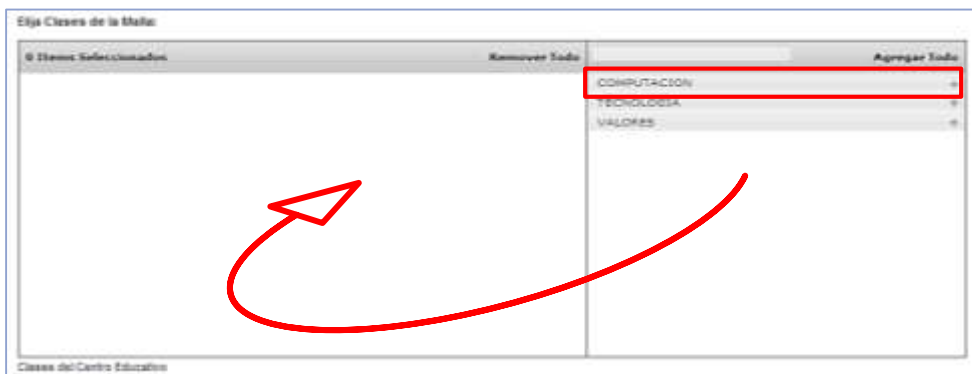 Elija Clases de la Malla:
0 Items Seleccionados Remover Todo Agregar Todo
COMPUTACION +
TECNOLOGIA +
VALORES +
Clases del Centro Educativo